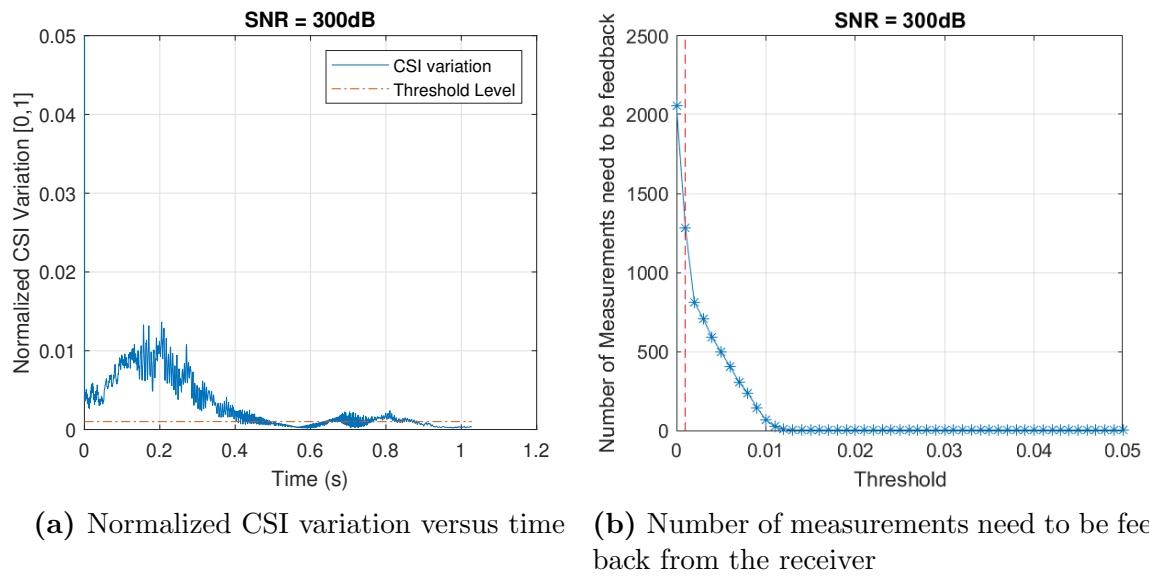 SNR = 300dB
0.05
0.04
0.03
0.02
0.01
0
0
0.2
0.4
0.6
0.8
1
1.2
Normalized CSI Variation [0,1]
Time (s)
CSI variation
Threshold Level
(a) Normalized CSI variation versus time
SNR = 300dB
2500
2000
1500
1000
500
0
0
0.01
0.02
0.03
0.04
0.05
Number of Measurements need to be feedback
Threshold
(b) Number of measurements need to be fee
back from the receiver